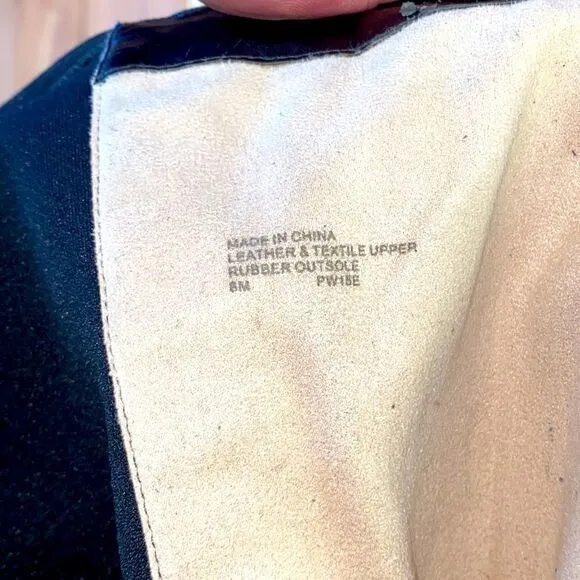 MADE IN CHINA
LEATHER & TEXTILE UPPER
RUBBER OUTSOLE
8M PW15E